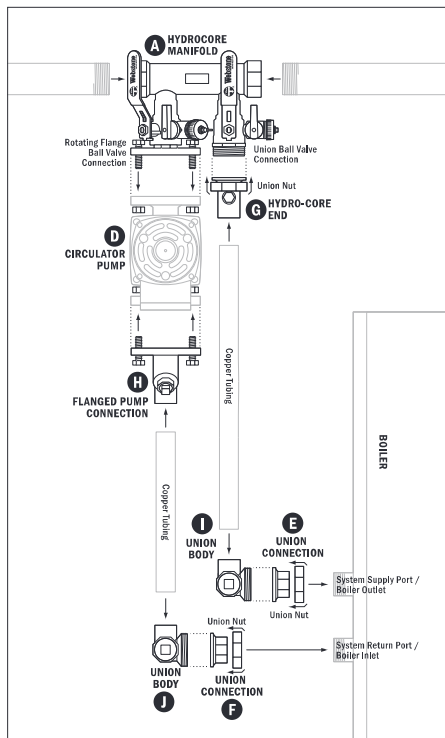 A HYDROCORE
MANIFOLD
Webstone
Webstone
Rotating Flange
Ball Valve
Connection
Union Ball Valve
Connection
Union Nut
G HYDRO-CORE
END
D
CIRCULATOR
PUMP
Copper Tubing
H
FLANGED PUMP
CONNECTION
BOILER
Copper Tubing
I
UNION
BODY
E
UNION
CONNECTION
System Supply Port /
Boiler Outlet
Union Nut
Union Nut
System Return Port /
Boiler Inlet
UNION
BODY
J
UNION
CONNECTION
F